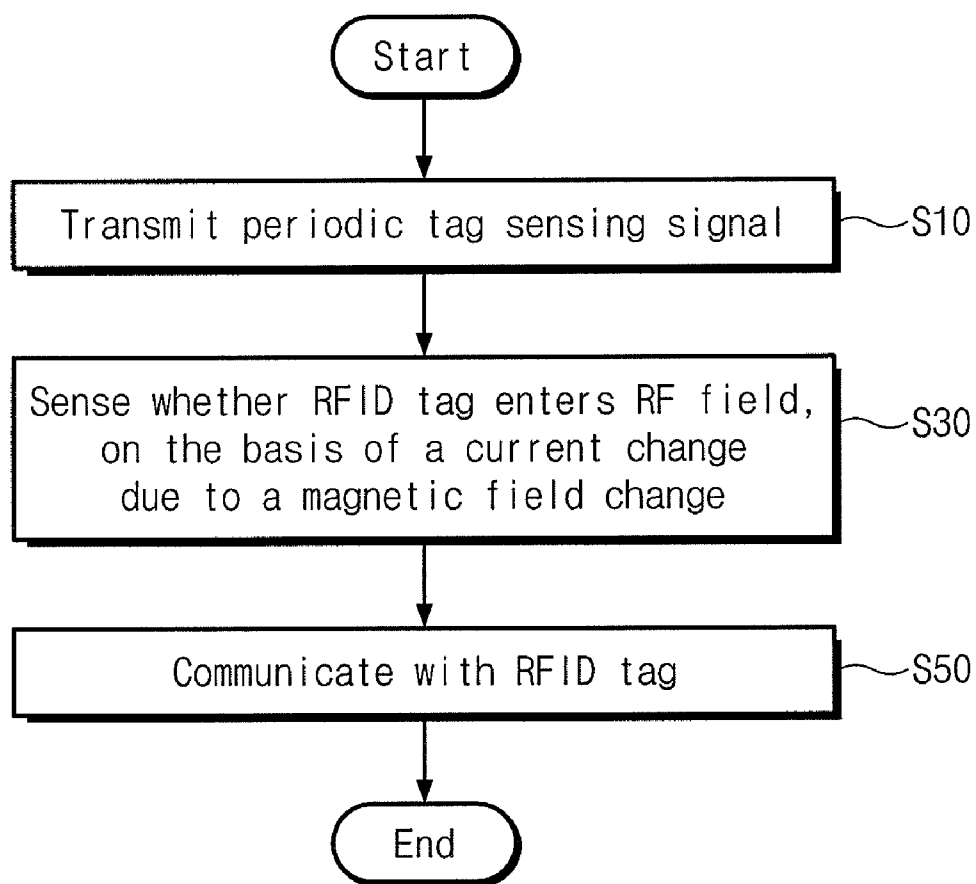 Start
Transmit periodic tag sensing signal
S10
Sense whether RFID tag enters RF field,
on the basis of a current change
due to a magnetic field change
S30
Communicate with RFID tag
S50
End